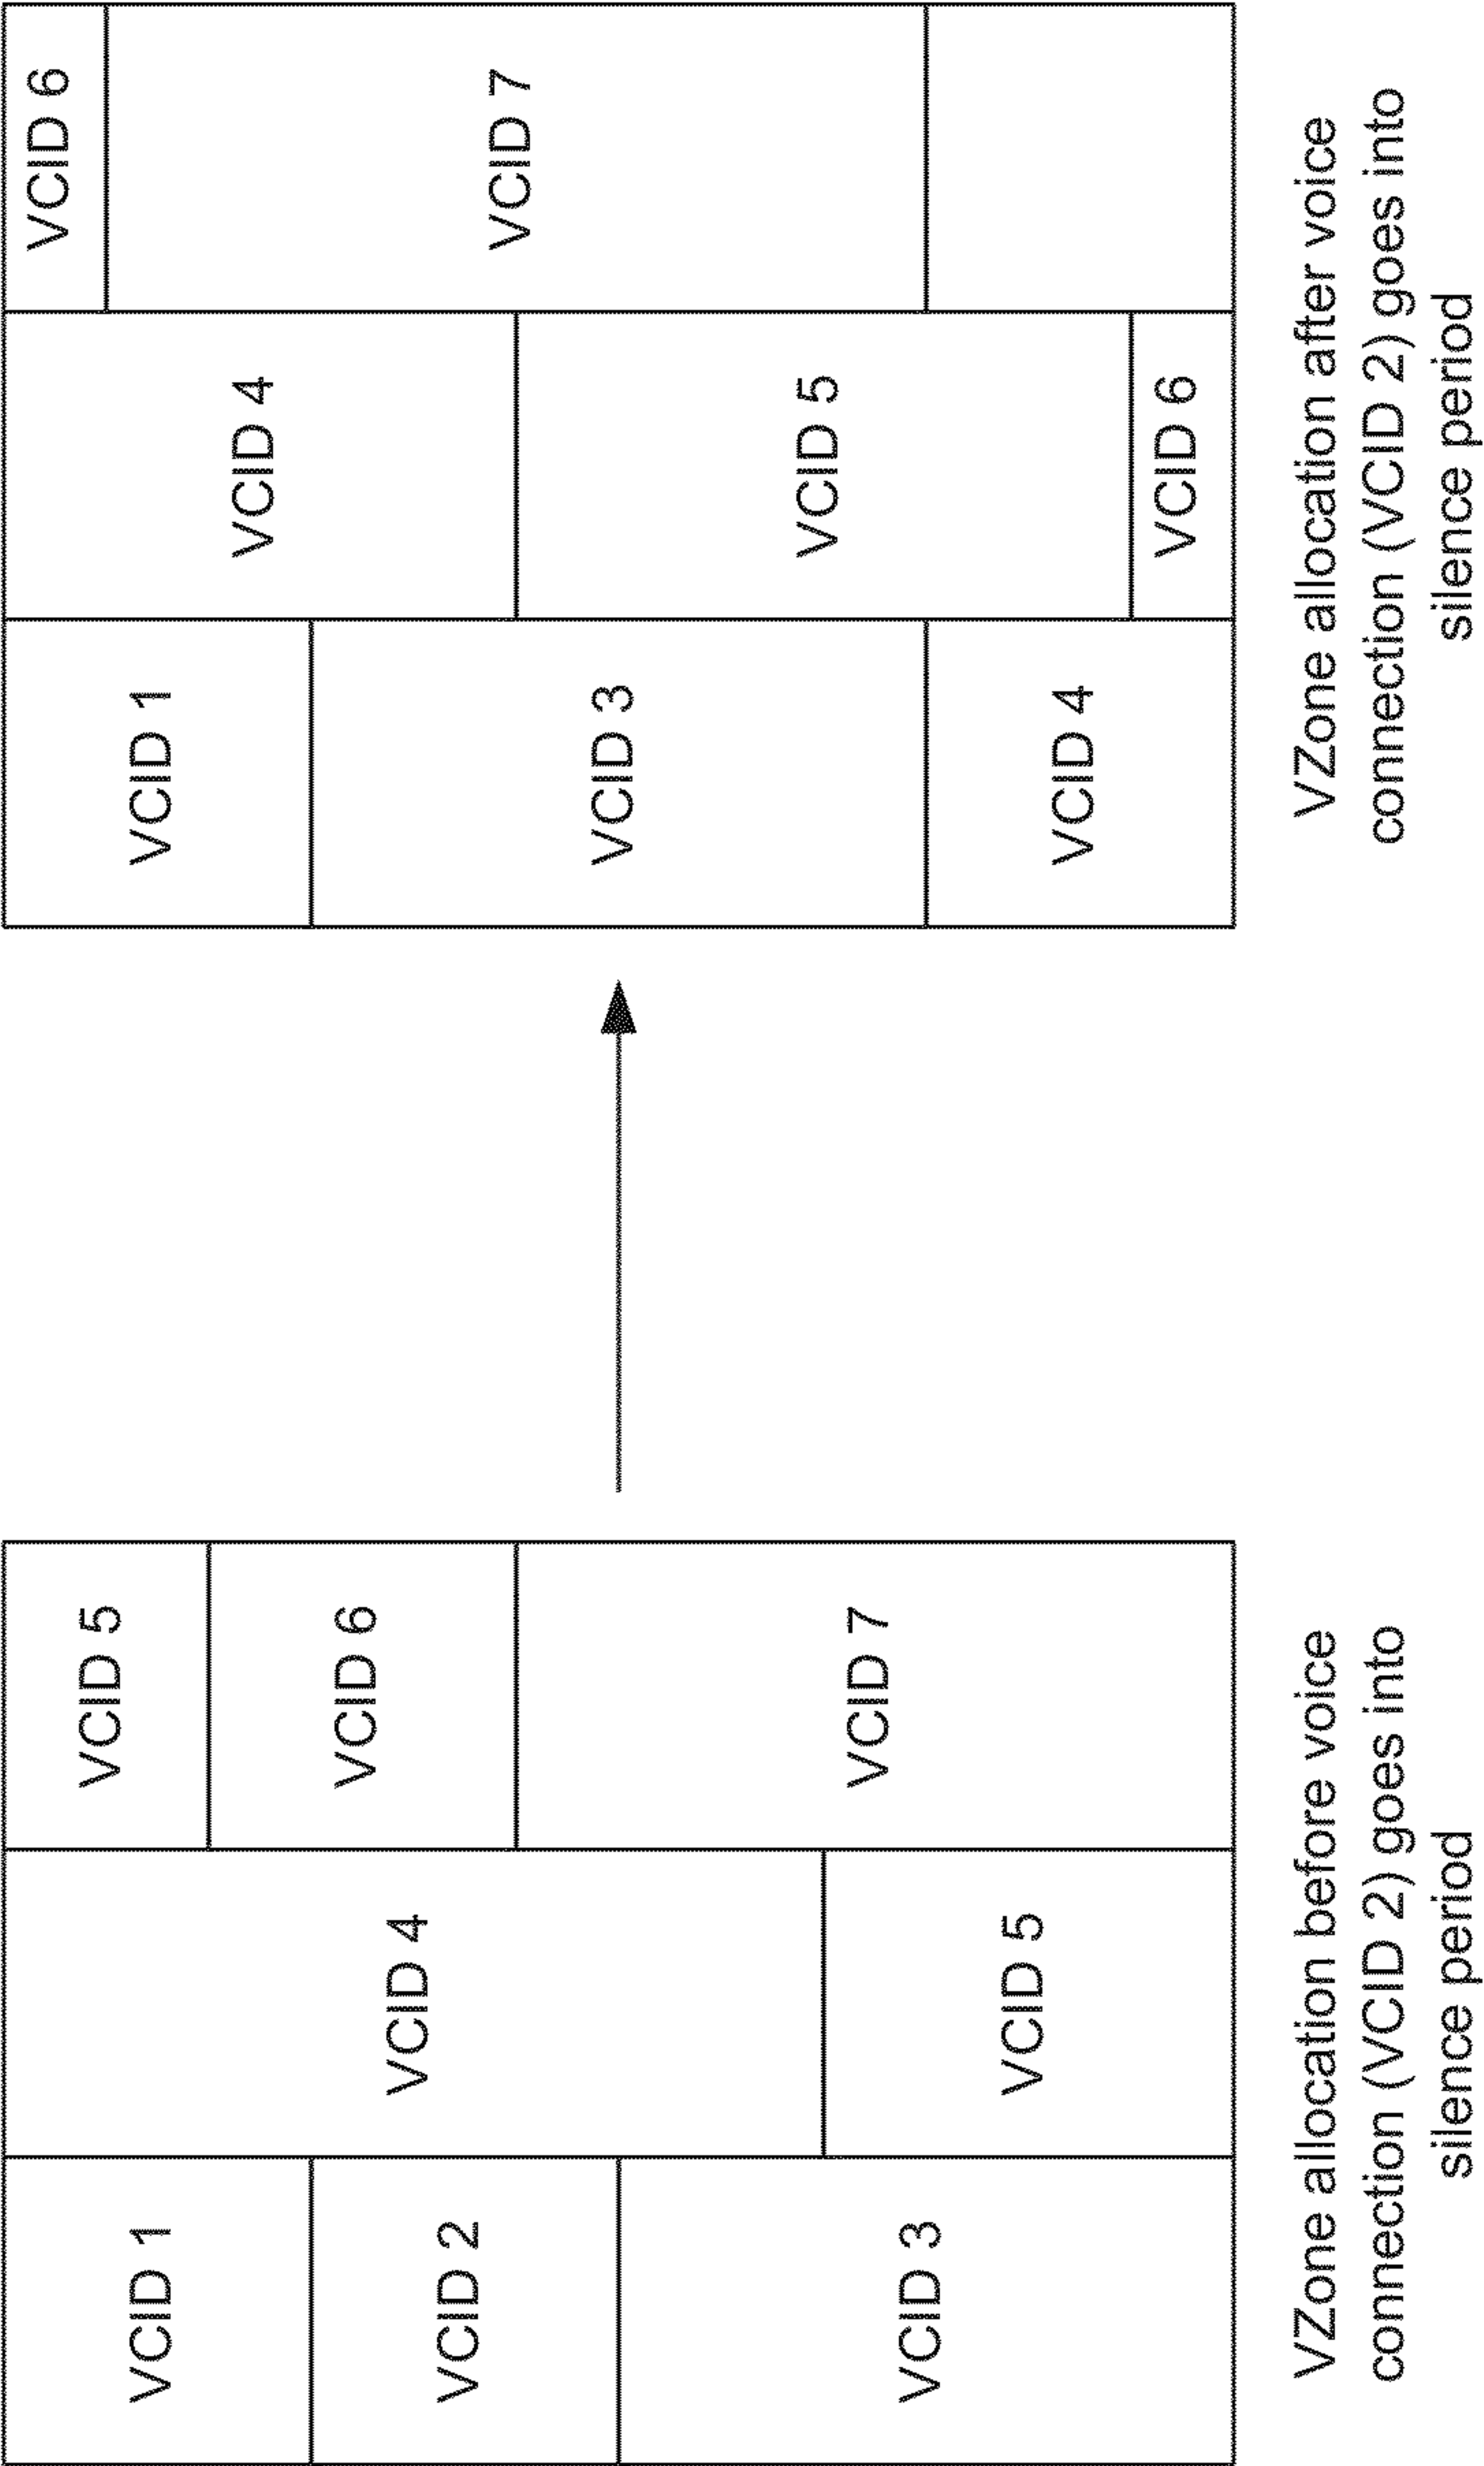 VCID 1
VCID 2
VCID 3
VCID 4
VCID 5
VCID 5
VCID 6
VCID 7
VZone allocation before voice
connection (VCID 2) goes into
silence period
VCID 1
VCID 3
VCID 4
VCID 4
VCID 5
VCID 6
VCID 6
VCID 7
VZone allocation after voice
connection (VCID 2) goes into
silence period